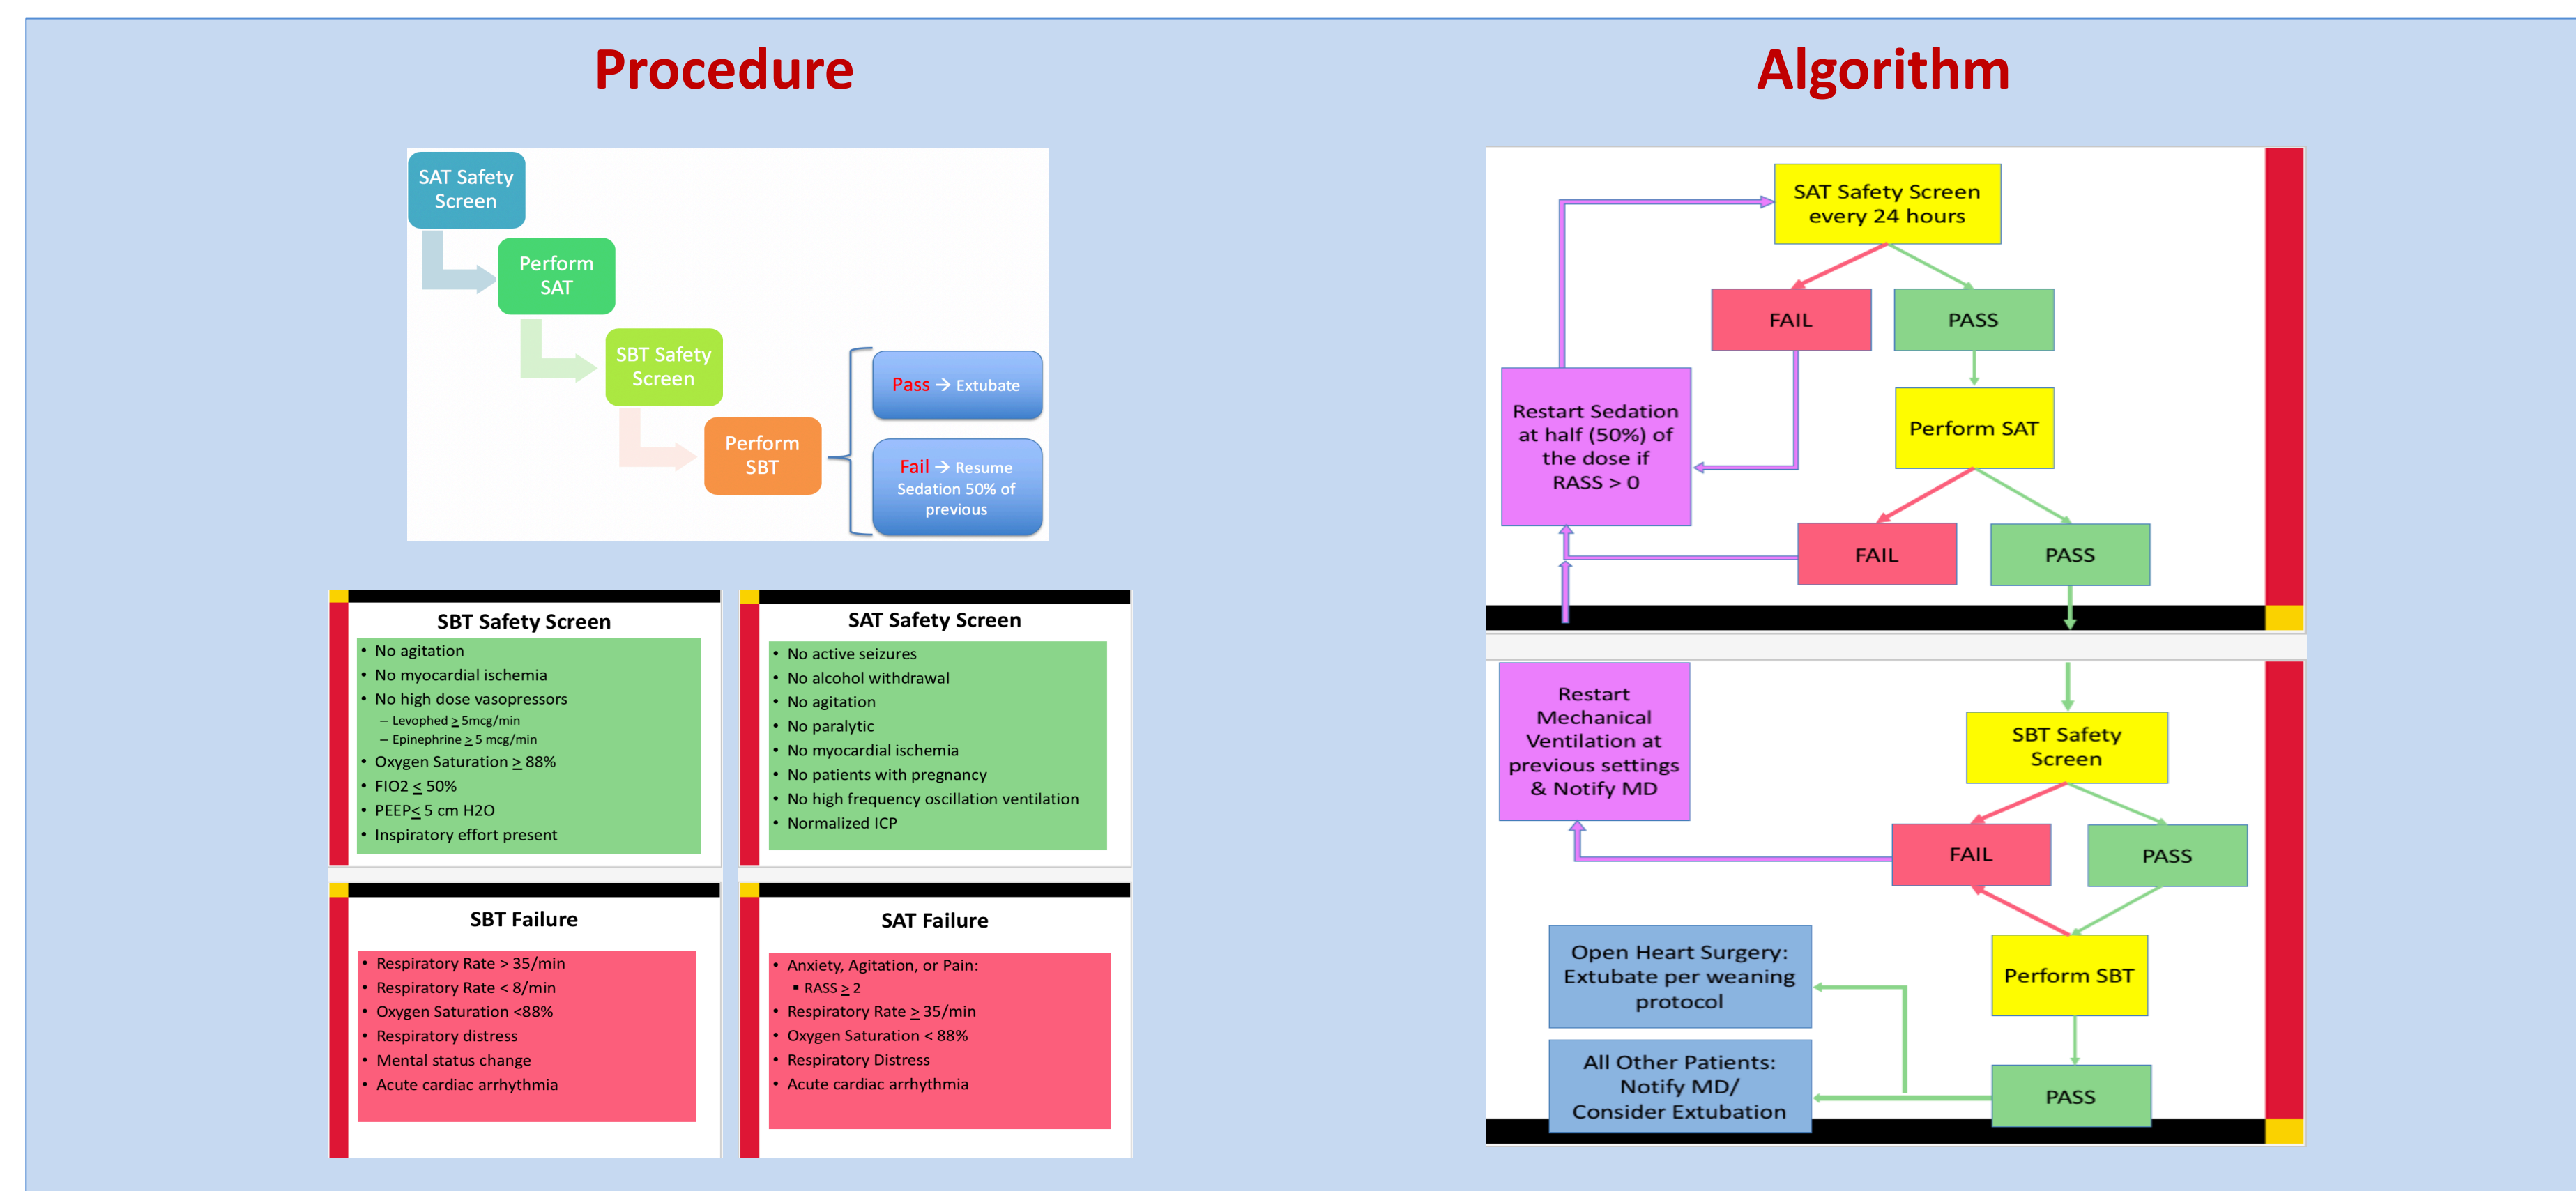 Procedure
SAT Safety
Screen
Perform
SAT
SBT Safety
Screen
Perform
SBT
Pass → Extubate
Fail → Resume
Sedation 50% of
previous
SBT Safety Screen
• No agitation
• No myocardial ischemia
• No high dose vasopressors
– Levophed ≥ 5mcg/min
– Epinephrine ≥ 5 mcg/min
• Oxygen Saturation ≥ 88%
• FIO2 ≤ 50%
• PEEP≤ 5 cm H2O
• Inspiratory effort present
SAT Safety Screen
• No active seizures
• No alcohol withdrawal
• No agitation
• No paralytic
• No myocardial ischemia
• No patients with pregnancy
• No high frequency oscillation ventilation
• Normalized ICP
SBT Failure
• Respiratory Rate > 35/min
• Respiratory Rate < 8/min
• Oxygen Saturation <88%
• Respiratory distress
• Mental status change
• Acute cardiac arrhythmia
SAT Failure
• Anxiety, Agitation, or Pain:
▪ RASS ≥ 2
• Respiratory Rate ≥ 35/min
• Oxygen Saturation < 88%
• Respiratory Distress
• Acute cardiac arrhythmia
Algorithm
SAT Safety Screen
every 24 hours
FAIL
PASS
Restart Sedation
at half (50%) of
the dose if
RASS > 0
Perform SAT
FAIL
PASS
Restart
Mechanical
Ventilation at
previous settings
& Notify MD
SBT Safety
Screen
FAIL
PASS
Open Heart Surgery:
Extubate per weaning
protocol
Perform SBT
All Other Patients:
Notify MD/
Consider Extubation
PASS